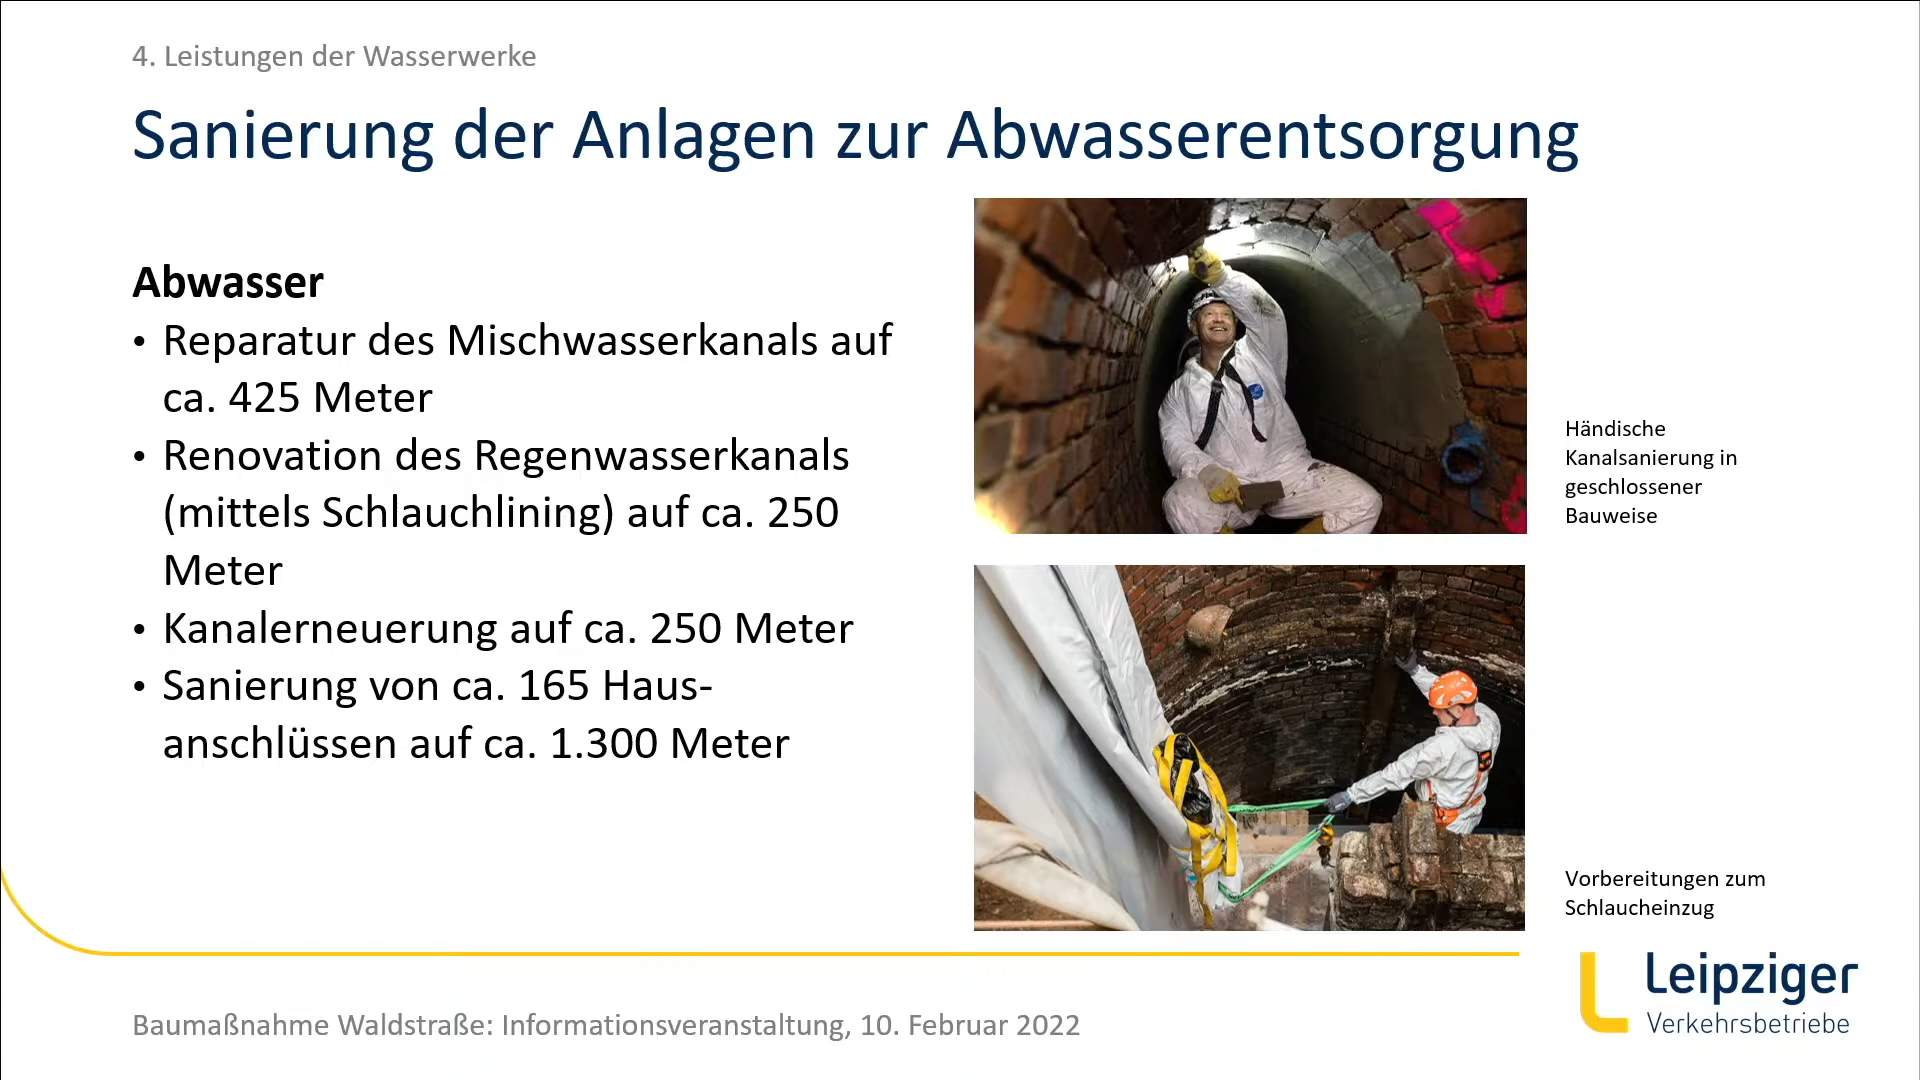 4. Leistungen der Wasserwerke
Sanierung der Anlagen zur Abwasserentsorgung
Abwasser
• Reparatur des Mischwasserkanals auf
ca. 425 Meter
• Renovation des Regenwasserkanals
(mittels Schlauchlining) auf ca. 250
Meter
• Kanalerneuerung auf ca. 250 Meter
• Sanierung von ca. 165 Haus-
anschlüssen auf ca. 1.300 Meter
Händische
Kanalsanierung in
geschlossener
Bauweise
Vorbereitungen zum
Schlaucheinzug
Baumaßnahme Waldstraße: Informationsveranstaltung, 10. Februar 2022
Leipziger
Verkehrsbetriebe